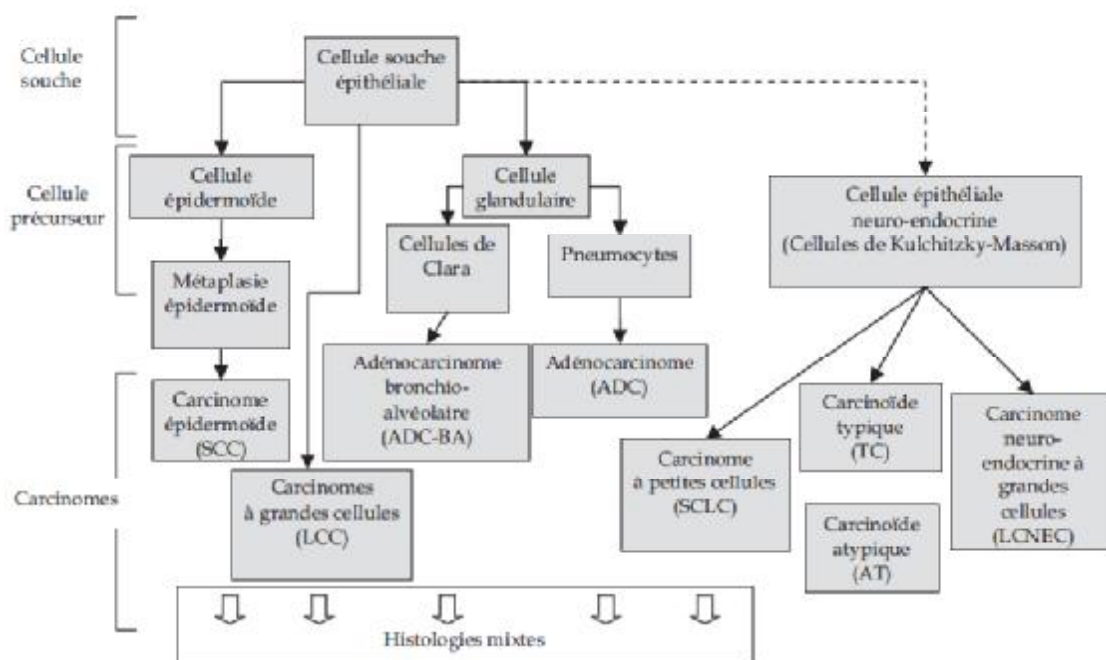 Cellule
souche
Cellule souche
épithéliale
Cellule
précurseur
Cellule
épidermoïde
Cellule
glandulaire
Cellule épithéliale
neuro-endocrine
(Cellules de Kulchitzky-Masson)
Cellules de
Clara
Pneumocytes
Métaplasie
épidermoïde
Adénocarcinome
bronchio-
alvéolaire
(ADC-BA)
Adénocarcinome
(ADC)
Carcinomes
Carcinome
épidermoïde
(SCC)
Carcinomes
à grandes cellules
(LCC)
Carcinome
à petites cellules
(SCLC)
Carcinoïde
typique
(TC)
Carcinoïde
atypique
(AT)
Carcinome
neuro-
endocrine à
grandes
cellules
(LCNEC)
Histologies mixtes